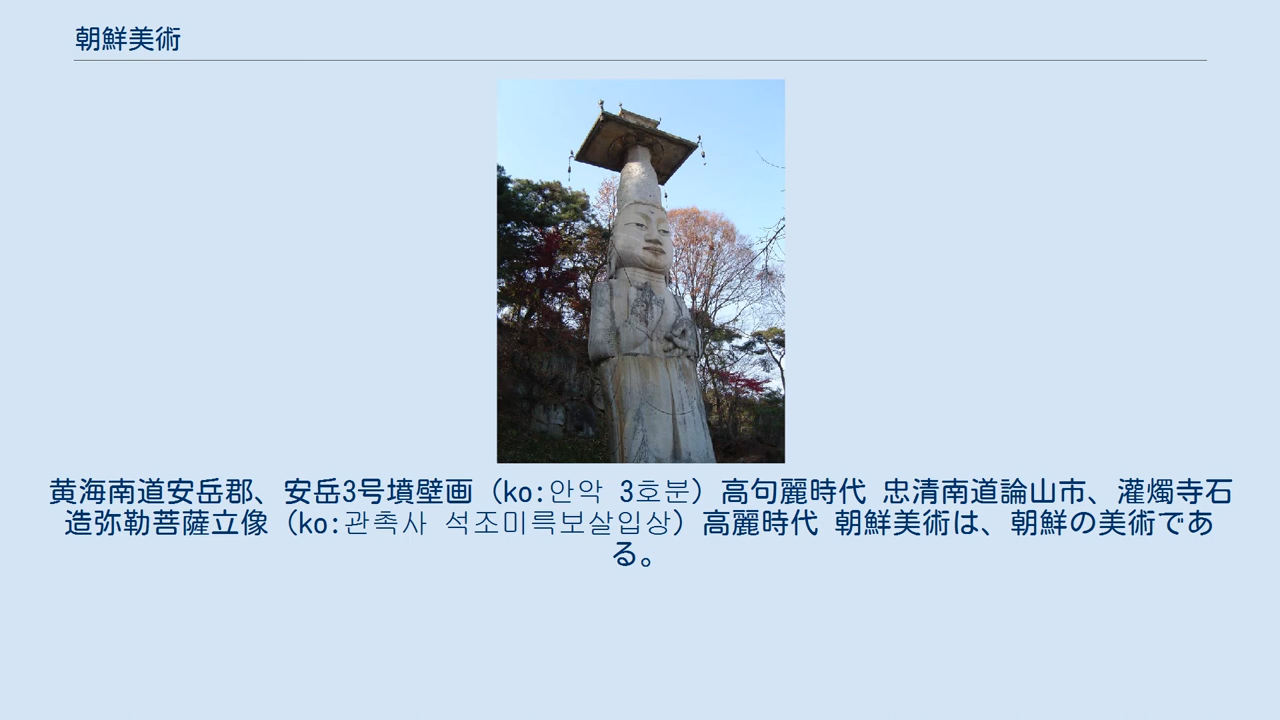 朝鮮美術
黄海南道安岳郡、安岳3号墳壁画（ko:안악 3호분）高句麗時代 忠清南道論山市、灌燭寺石
造弥勒菩薩立像（ko:관촉사 석조미륵보살입상）高麗時代 朝鮮美術は、朝鮮の美術であ
る。